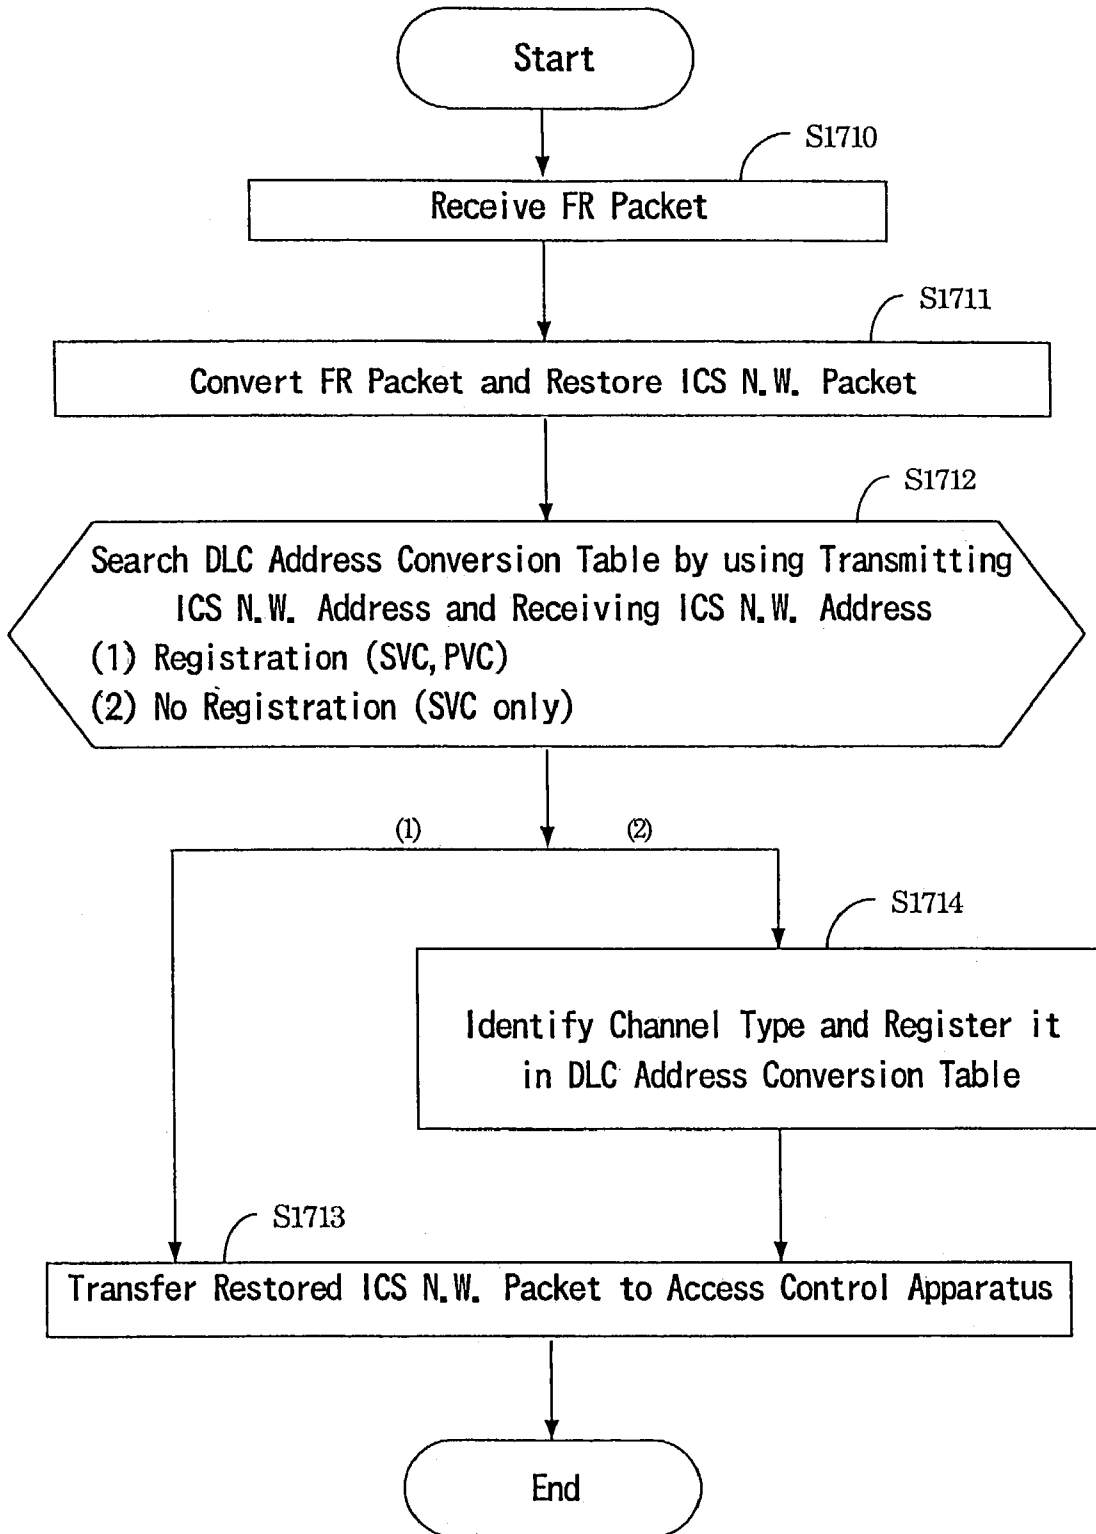 Start
S1710
Receive FR Packet
S1711
Convert FR Packet and Restore ICS N.W. Packet
S1712
Search DLC Address Conversion Table by using Transmitting
ICS N.W. Address and Receiving ICS N.W. Address
(1) Registration (SVC,PVC)
(2) No Registration (SVC only)
(1)
(2)
S1714
Identify Channel Type and Register it
in DLC Address Conversion Table
S1713
Transfer Restored ICS N.W. Packet to Access Control Apparatus
End